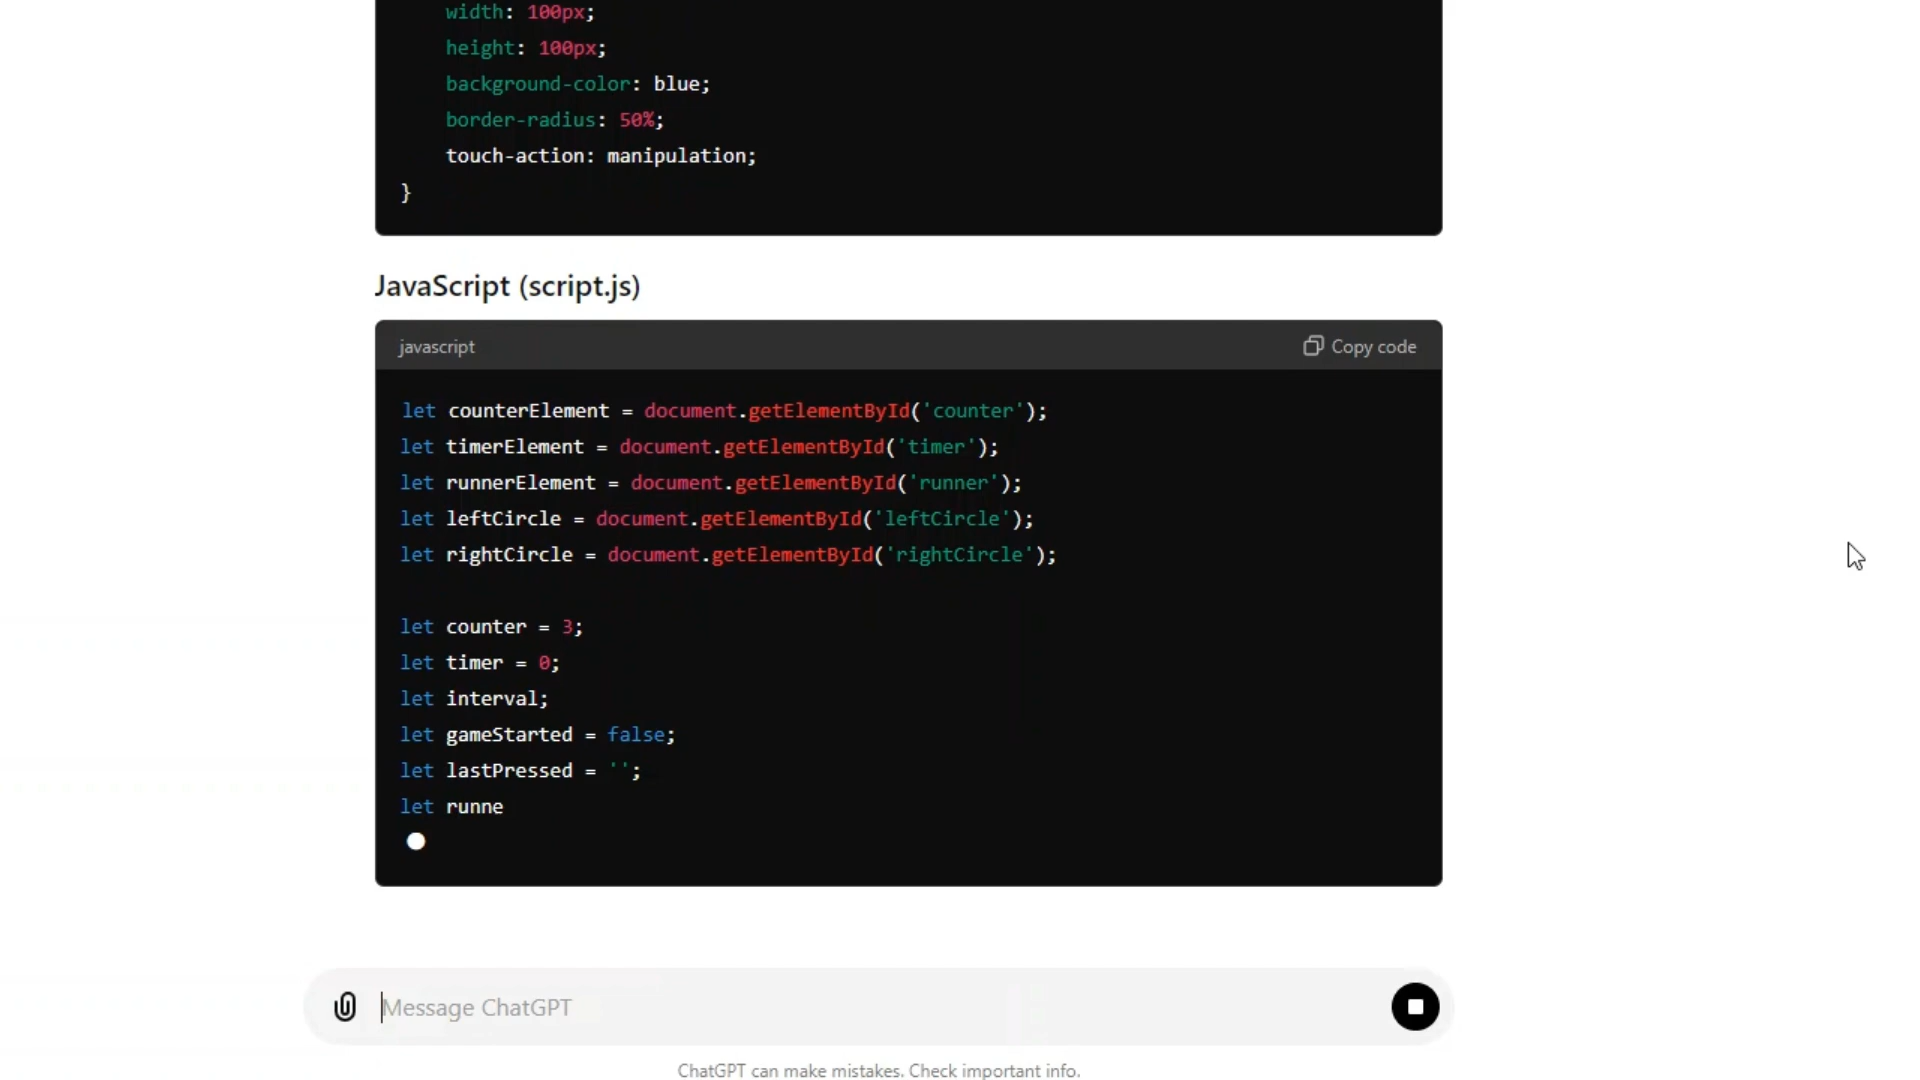 width: 100px;
height: 100px;
background-color: blue;
border-radius: 50%;
touch-action: manipulation;
}
JavaScript (script.js)
javascript
Copy code
let counterElement = document.getElementById('counter');
let timerElement = document.getElementById('timer');
let runnerElement = document.getElementById('runner');
let leftCircle = document.getElementById('leftCircle');
let rightCircle = document.getElementById('rightCircle');
let counter = 3;
let timer = 0;
let interval;
let gameStarted = false;
let lastPressed = '';
let runne
Message ChatGPT
ChatGPT can make mistakes. Check important info.